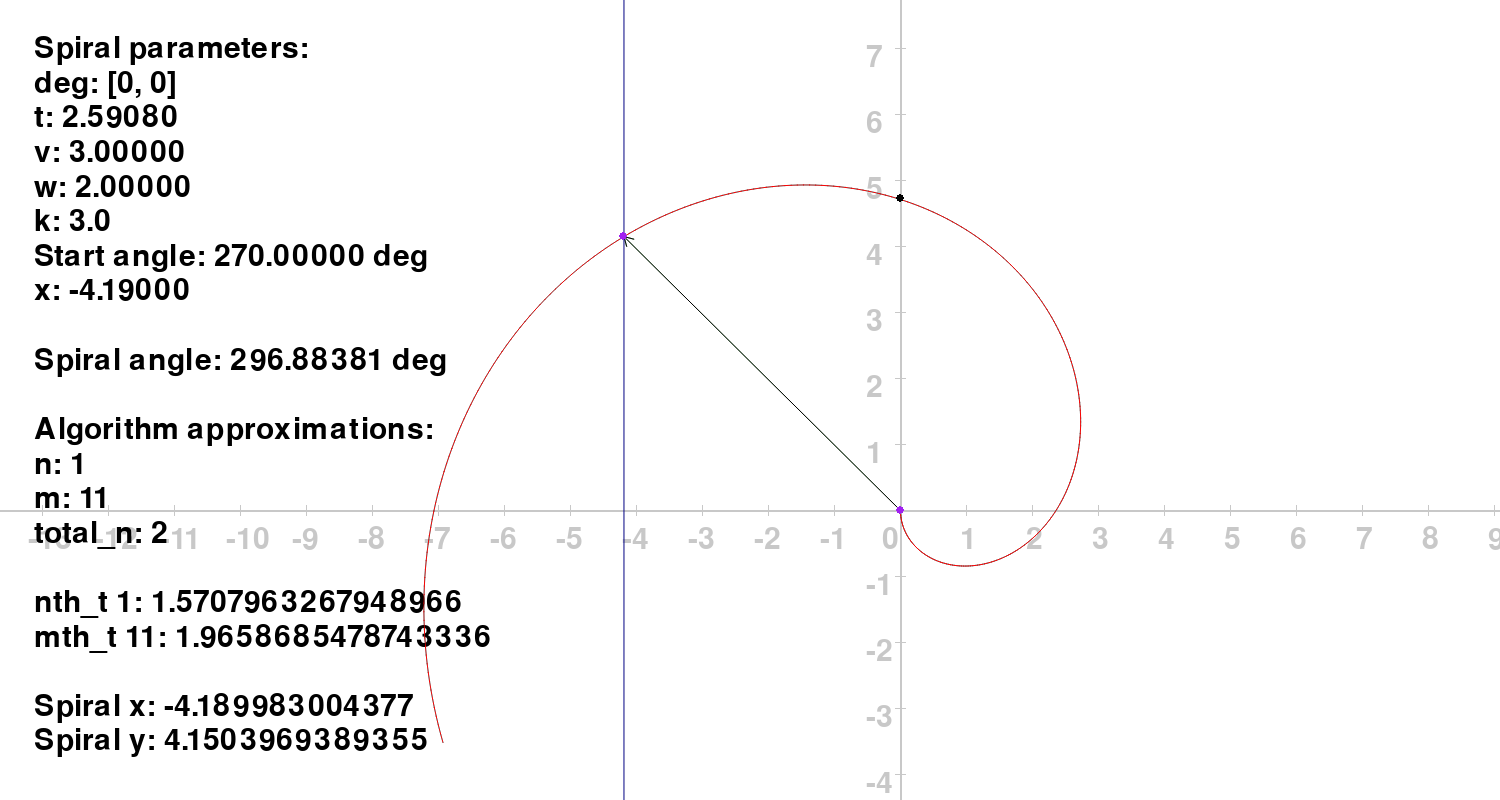 Spiral parameters:
deg: [0, 0]
t: 2.59080
v: 3.00000
w: 2.00000
k: 3.0
Start angle: 270.00000 deg
x: -4.19000
Spiral angle: 296.88381 deg
Algorithm approximations:
n: 1
m: 11
total_n: 2
nth_t 1: 1.5707963267948966
mth_t 11: 1.9658685478743336
Spiral x: -4.189983004377
Spiral y: 4.1503969389355
7
6
5
4
3
2
1
-13 -12 -11 -10 -9 -8 -7 -6 -5 -4 -3 -2 -1 0 1 2 3 4 5 6 7 8 9
-1
-2
-3
-4